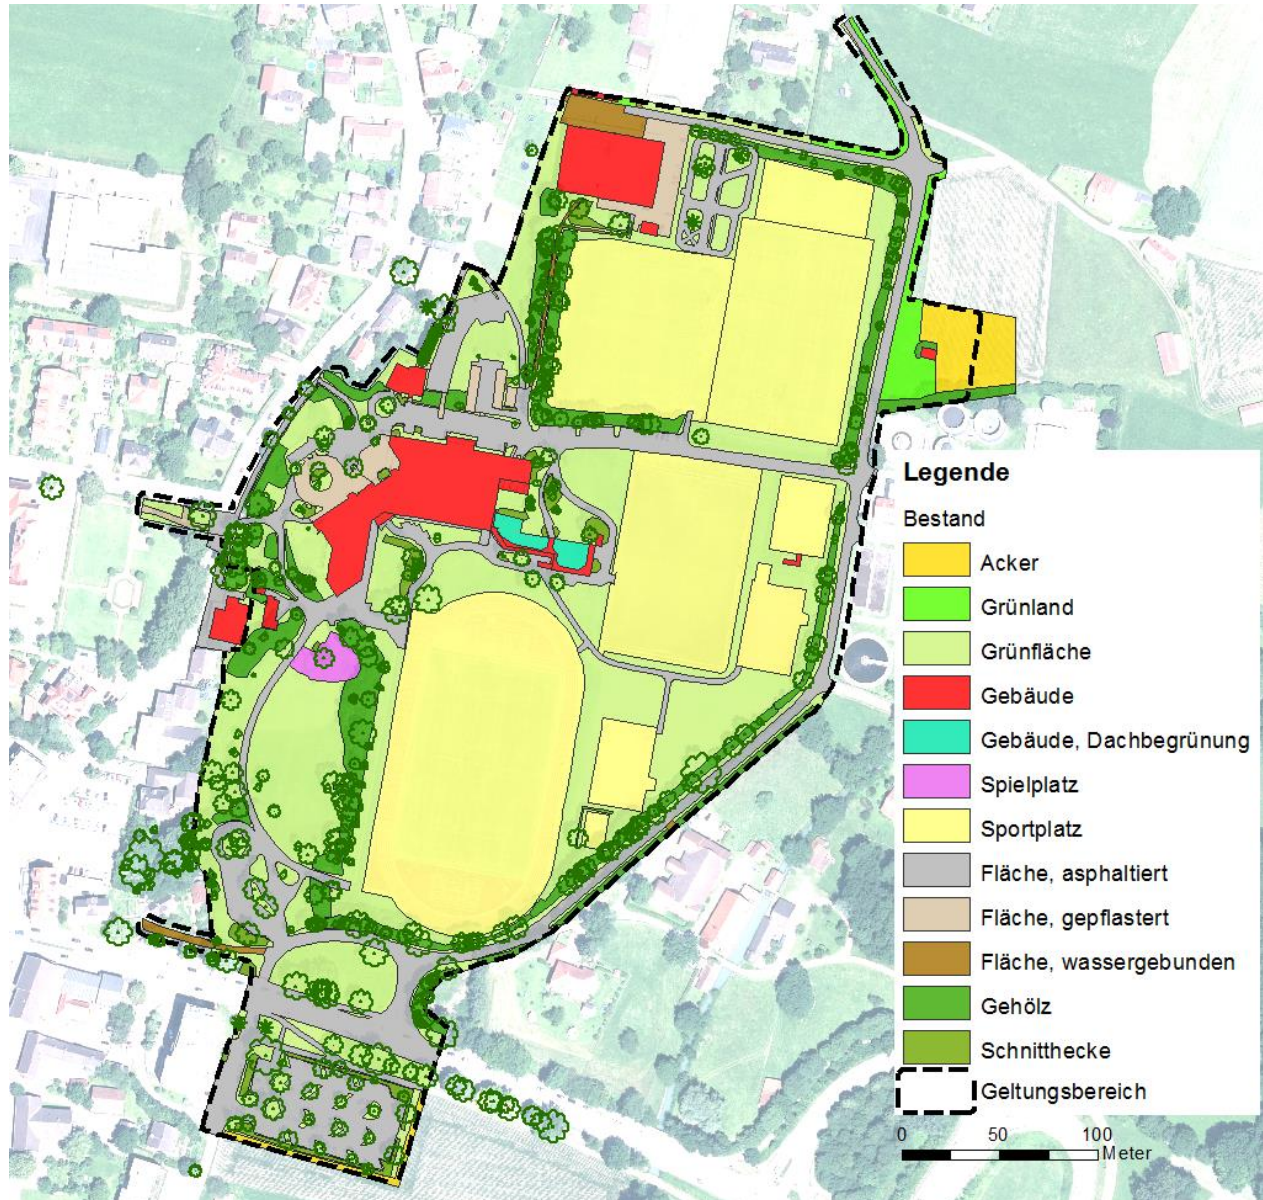 Legende
Bestand
Acker
Grünland
Grünfläche
Gebäude
Gebäude, Dachbegrünung
Spielplatz
Sportplatz
Fläche, asphaltiert
Fläche, gepflastert
Fläche, wassergebunden
Gehölz
Schnitthecke
Geltungsbereich
0 50 100
Meter